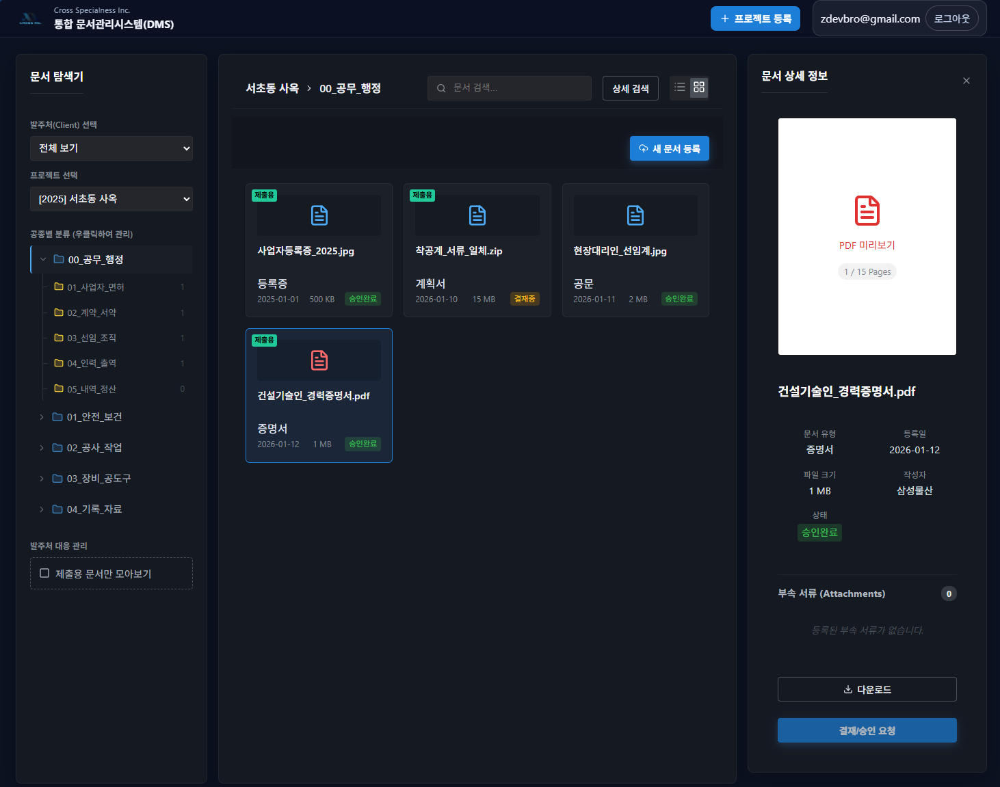 CROSS INC.
Cross Specialness Inc.
통합 문서관리시스템(DMS)
+ 프로젝트 등록
zdevbro@gmail.com
로그아웃
문서 탐색기
발주처(Client) 선택
전체 보기
프로젝트 선택
[2025] 서초동 사옥
공종별 분류 (우클릭하여 관리)
00_공무_행정
01_사업자_면허 1
02_계약_서약 1
03_선임_조직 1
04_인력_출역 1
05_내역_정산 0
01_안전_보건
02_공사_작업
03_장비_공도구
04_기록_자료
발주처 대응 관리
제출용 문서만 모아보기
서초동 사옥 > 00_공무_행정
문서 검색...
상세 검색
새 문서 등록
제출용
사업자등록증_2025.jpg
등록증
2025-01-01 500 KB 승인완료
제출용
착공계_서류_일체.zip
계획서
2026-01-10 15 MB 결재중
현장대리인_선임계.jpg
공문
2026-01-11 2 MB 승인완료
제출용
건설기술인_경력증명서.pdf
증명서
2026-01-12 1 MB 승인완료
문서 상세 정보
PDF 미리보기
1 / 15 Pages
건설기술인_경력증명서.pdf
문서 유형
증명서
등록일
2026-01-12
파일 크기
1 MB
작성자
삼성물산
상태
승인완료
부속 서류 (Attachments) 0
등록된 부속 서류가 없습니다.
다운로드
결재/승인 요청